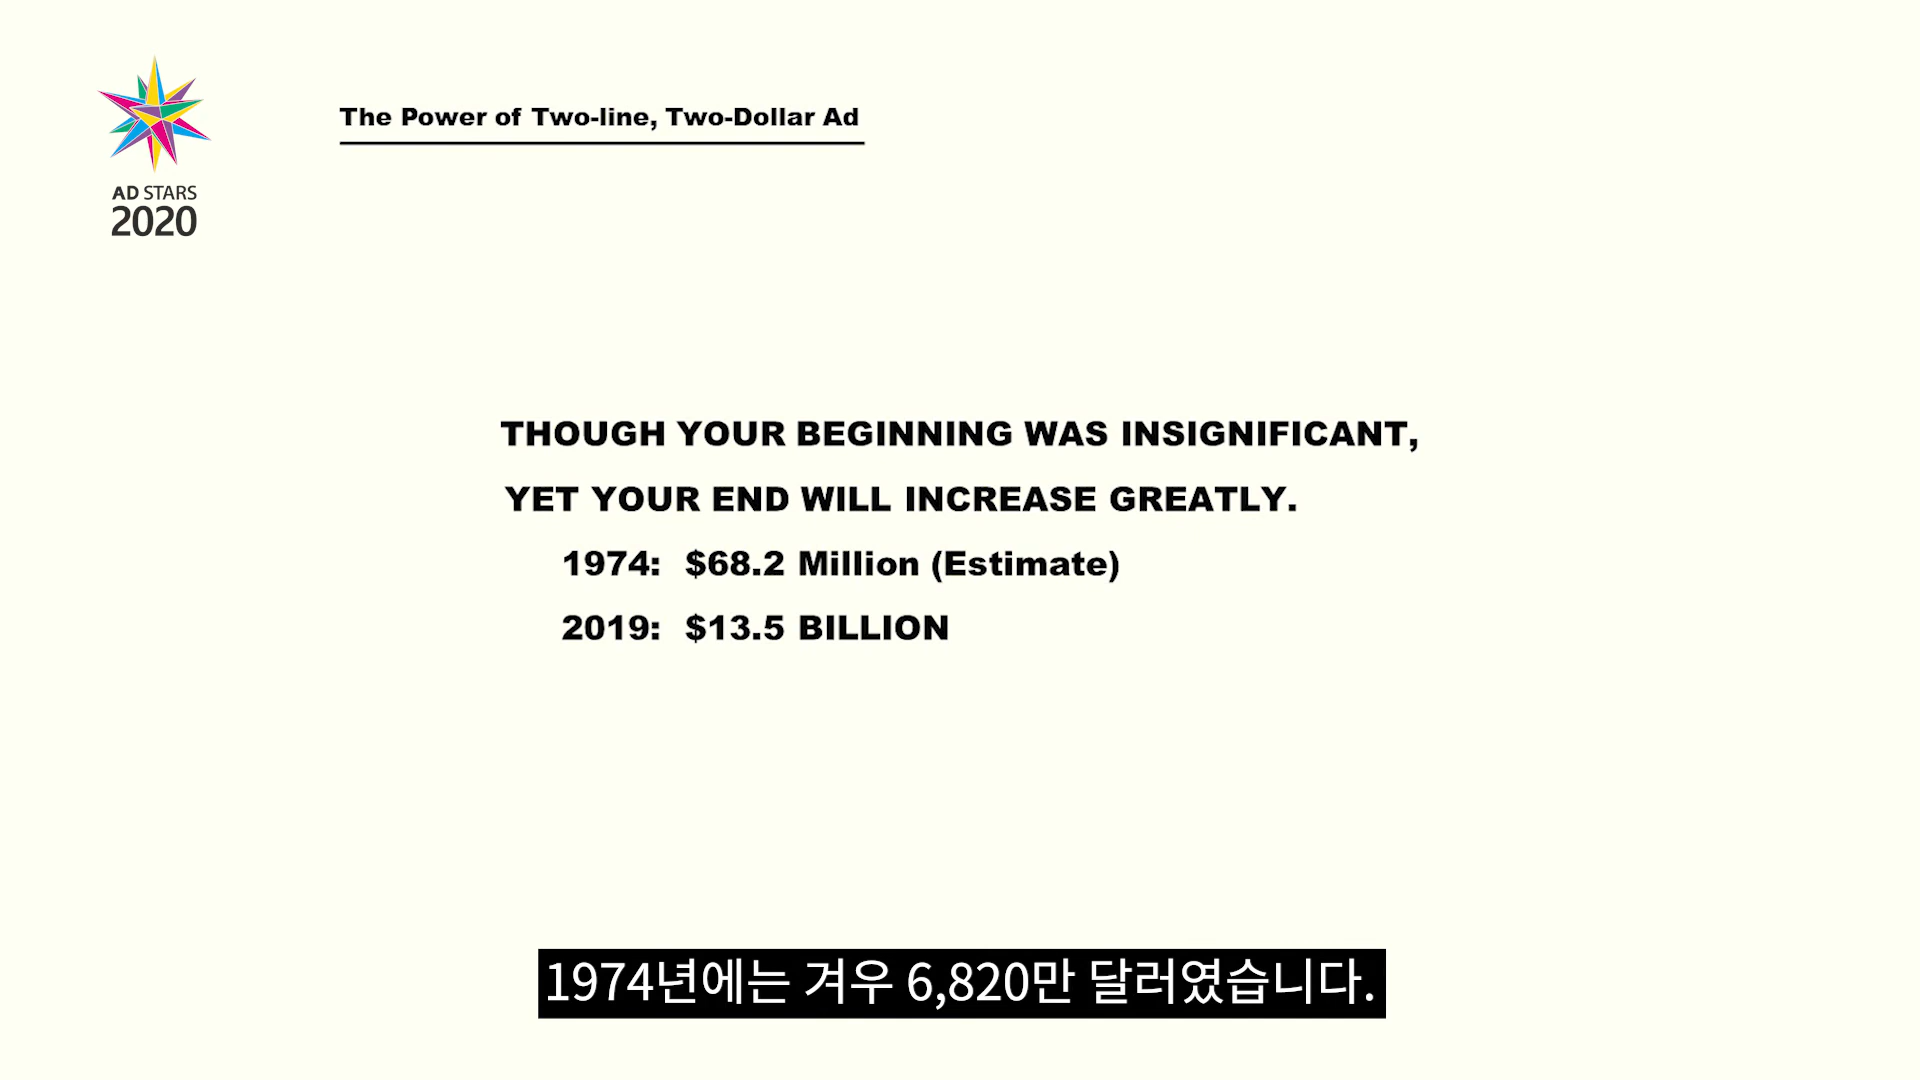 AD STARS
2020
The Power of Two-line, Two-Dollar Ad
THOUGH YOUR BEGINNING WAS INSIGNIFICANT,
YET YOUR END WILL INCREASE GREATLY.
1974: $68.2 Million (Estimate)
2019: $13.5 BILLION
1974년에는 겨우 6,820만 달러였습니다.